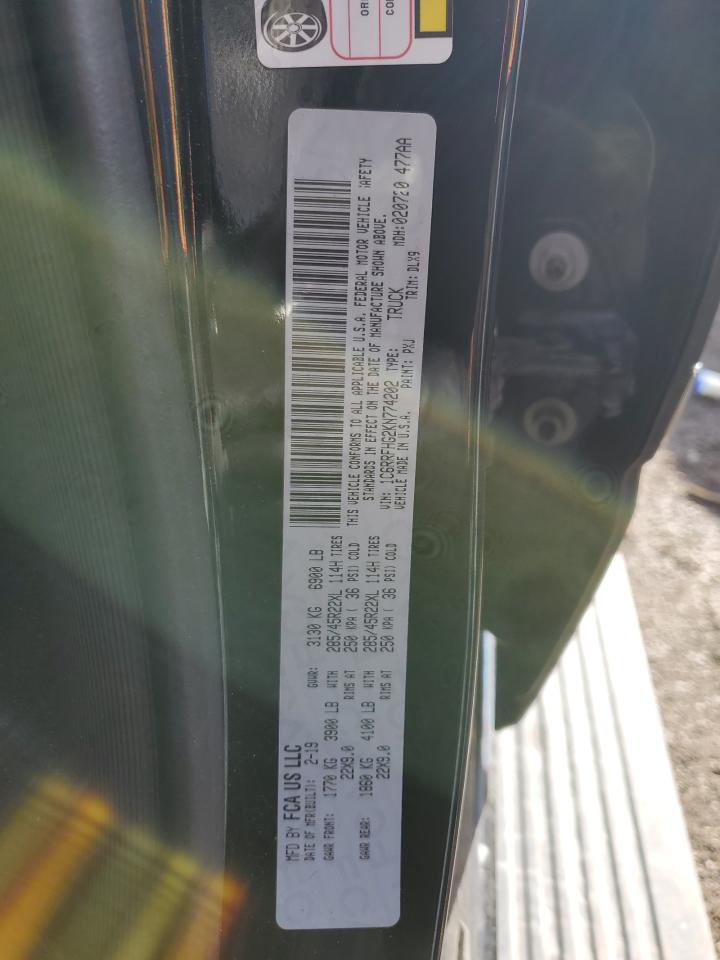 OR
CO
MFD BY FCA US LLC
DATE OF MFR(BUILT): 2-19 GVWR: 3130 KG 6900 LB
GAWR FRONT: 1770 KG 3900 LB WITH 285/45R22XL 114H TIRES
22X9.0 RIMS AT 250 KPA ( 36 PSI) COLD
GAWR REAR: 1860 KG 4100 LB WITH 285/45R22XL 114H TIRES
22X9.0 RIMS AT 250 KPA ( 36 PSI) COLD
THIS VEHICLE CONFORMS TO ALL APPLICABLE U.S.A. FEDERAL MOTOR VEHICLE SAFETY
STANDARDS IN EFFECT ON THE DATE OF MANUFACTURE SHOWN ABOVE.
VIN: 1C6RRFHG2KN774202 TYPE: TRUCK MDH:020720 477AA
VEHICLE MADE IN U.S.A. PAINT: PXJ TRIM: DLX9